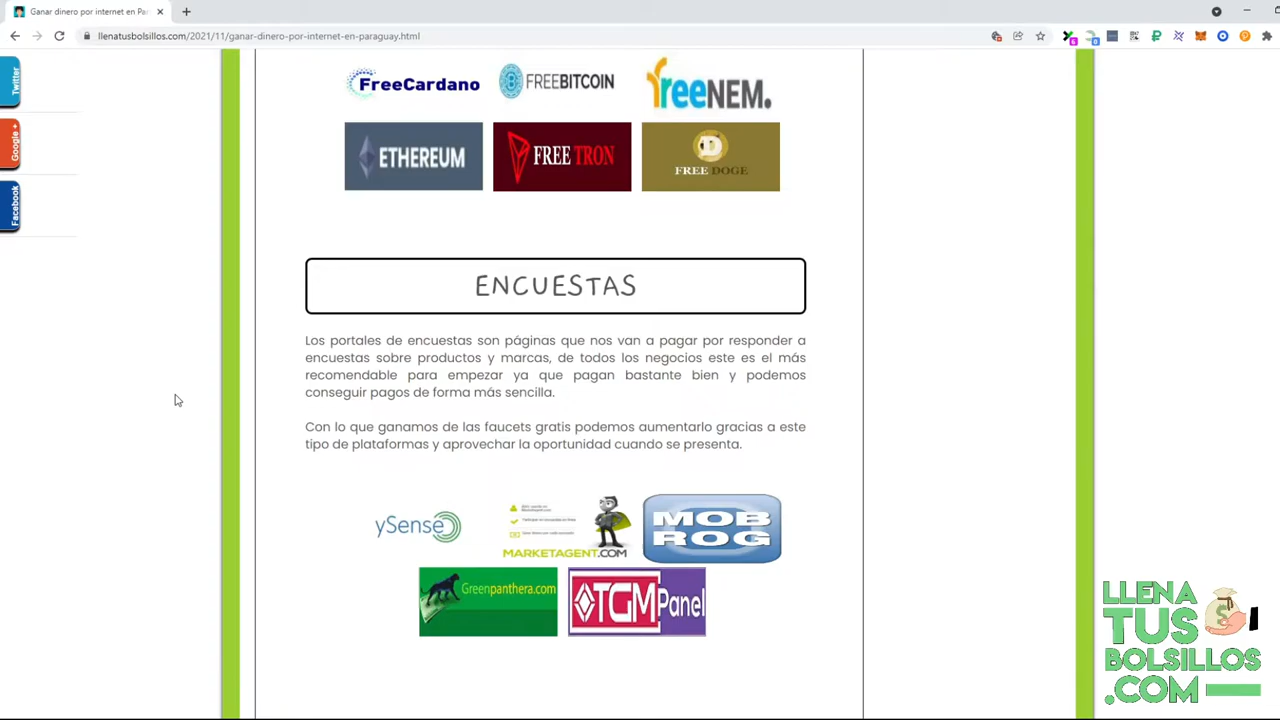 Ganar dinero por internet en Par
llenatusbolsillos.com/2021/11/ganar-dinero-por-internet-en-paraguay.html
Twitter
Google +
Facebook
FreeCardano
FREEBITCOIN
freeNEM.
ETHEREUM
FREE TRON
FREE DOGE
ENCUESTAS
Los portales de encuestas son páginas que nos van a pagar por responder a
encuestas sobre productos y marcas, de todos los negocios este es el más
recomendable para empezar ya que pagan bastante bien y podemos
conseguir pagos de forma más sencilla.
Con lo que ganamos de las faucets gratis podemos aumentarlo gracias a este
tipo de plataformas y aprovechar la oportunidad cuando se presenta.
ySense
MARKETAGENT.COM
MOB
ROG
Greenpanthera.com
TGM Panel
LLENA
TUS
BOLSILLOS
.COM